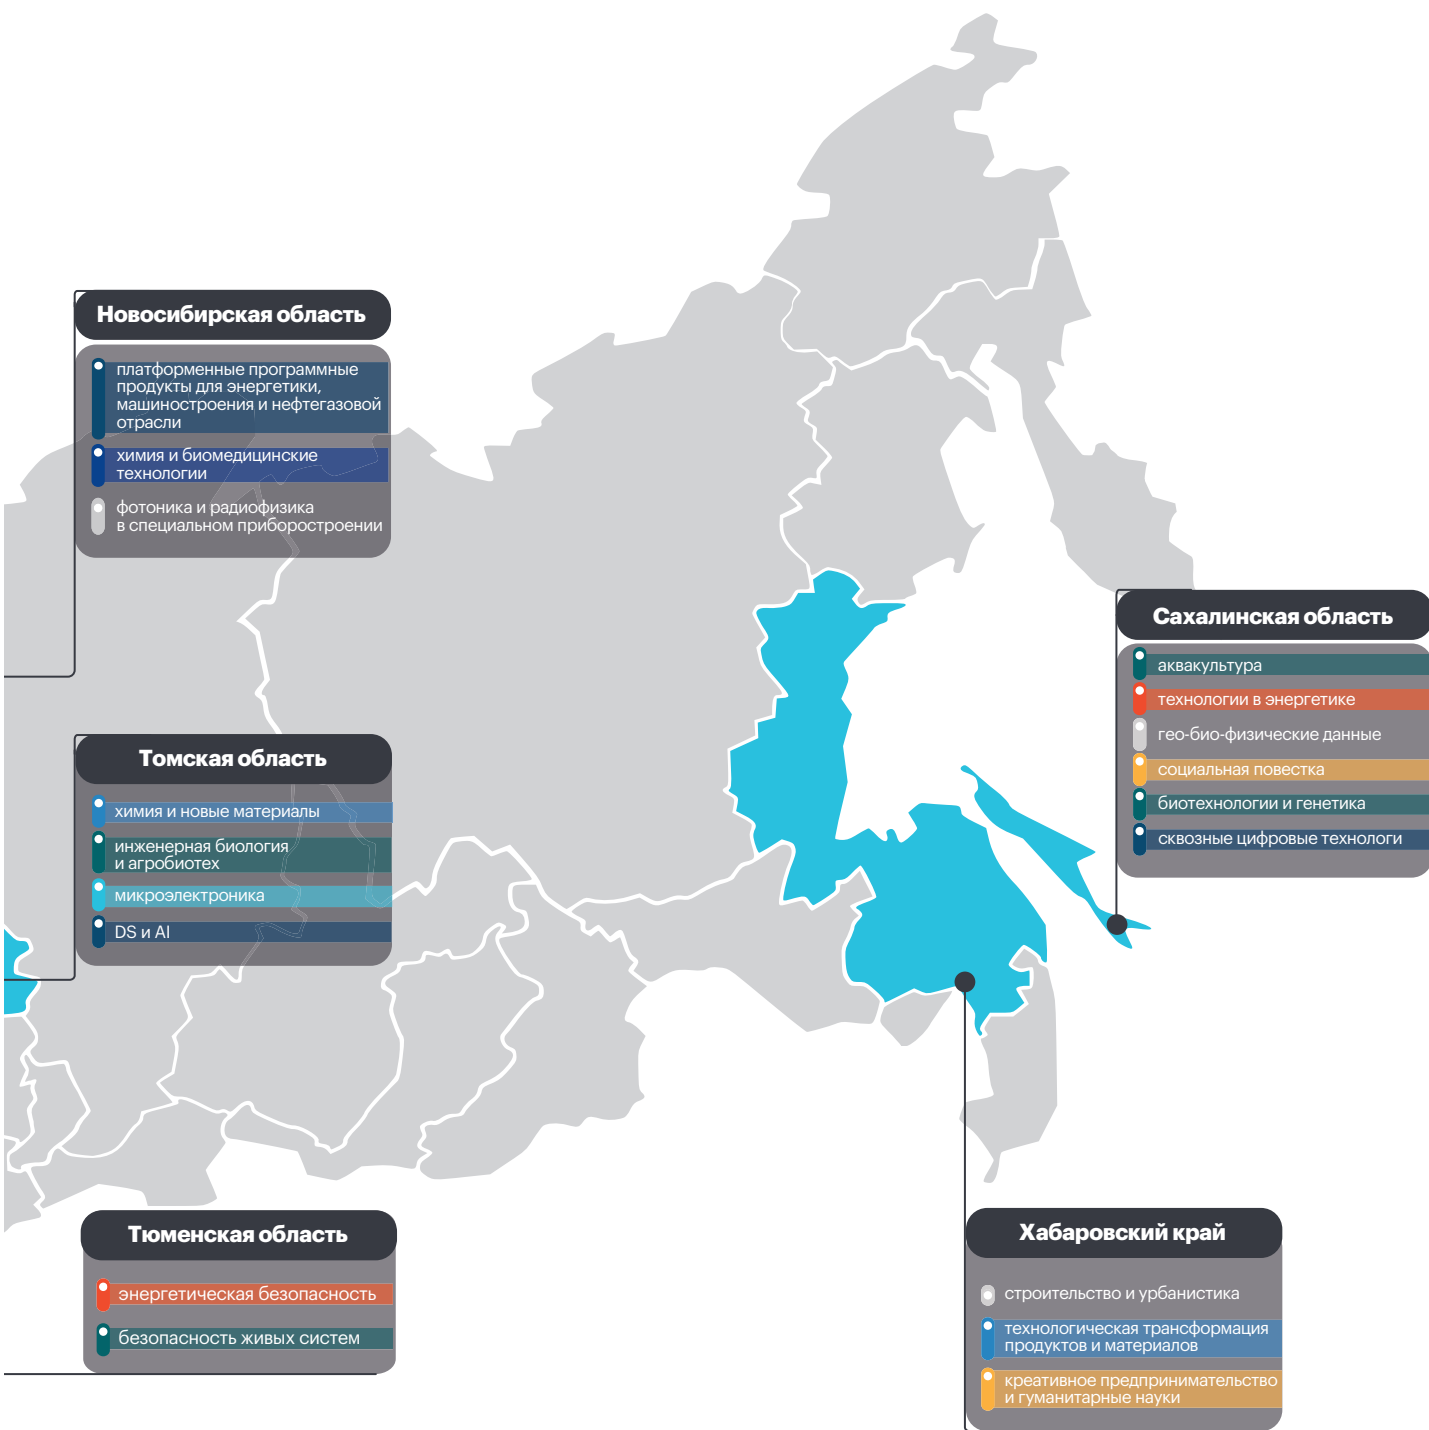 Новосибирская область
платформенные программные
продукты для энергетики,
машиностроения и нефтегазовой
отрасли
химия и биомедицинские
технологии
фотоника и радиофизика
в специальном приборостроении
Сахалинская область
аквакультура
технологии в энергетике
гео-био-физические данные
социальная повестка
биотехнологии и генетика
сквозные цифровые технологи
Томская область
химия и новые материалы
инженерная биология
и агробиотех
микроэлектроника
DS и AI
Тюменская область
энергетическая безопасность
безопасность живых систем
Хабаровский край
строительство и урбанистика
технологическая трансформация
продуктов и материалов
креативное предпринимательство
и гуманитарные науки